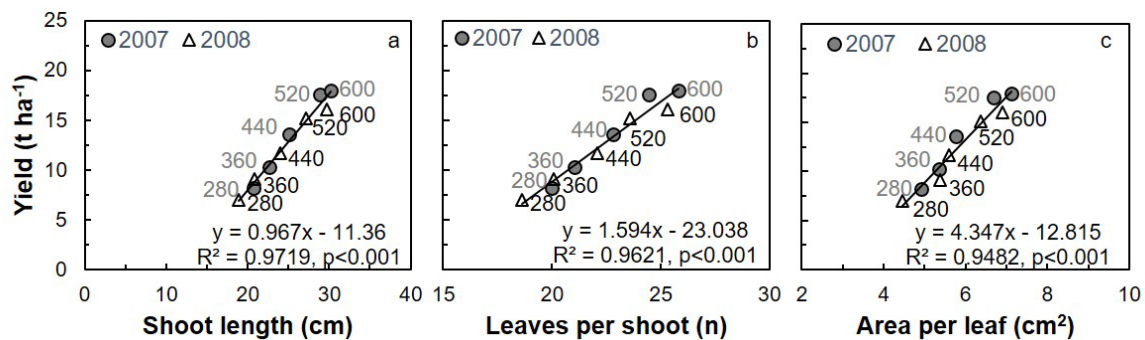 Yield (t ha⁻¹)
25
20
15
10
5
0
2007 2008 a
520 600
600
440 520
360 440
280 360
280
y = 0.967x - 11.36
R² = 0.9719, p<0.001
0 10 20 30 40
Shoot length (cm)
2007 2008 b
520 600
600
440 520
360 440
280 360
280
y = 1.594x - 23.038
R² = 0.9621, p<0.001
15 20 25 30
Leaves per shoot (n)
2007 2008 c
520 600
600
440 520
360 440
280 360
280
y = 4.347x - 12.815
R² = 0.9482, p<0.001
2 4 6 8 10
Area per leaf (cm²)